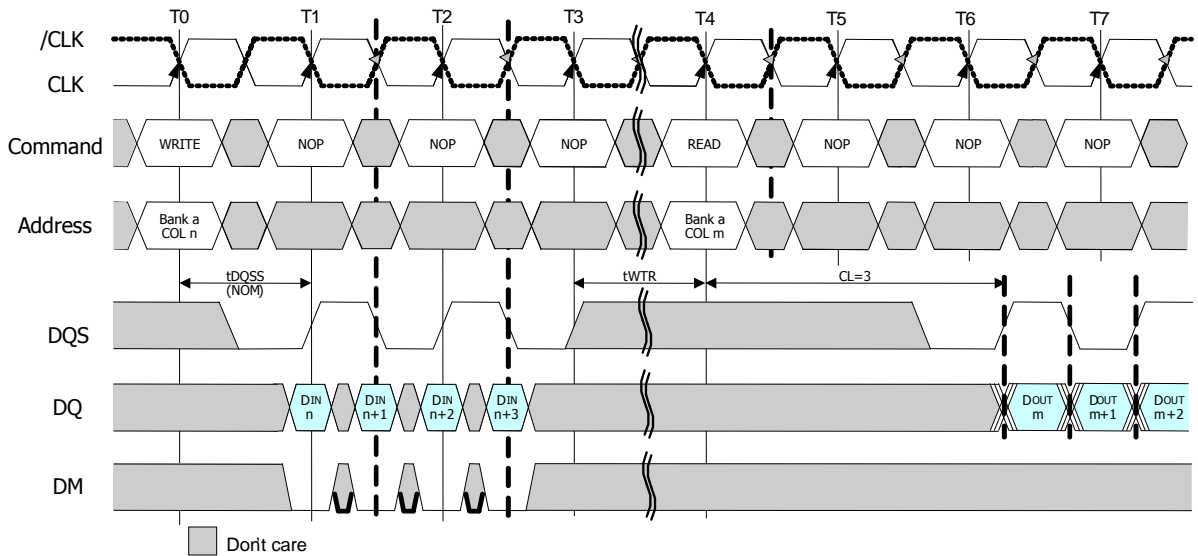 T0 T1 T2 T3 T4 T5 T6 T7
/CLK
CLK
Command WRITE NOP NOP NOP READ NOP NOP NOP
Address
Bank a
COL n
Bank a
COL m
tDQSS
(NOM)
tWTR
CL=3
DQS
DQ
DIN
n
DIN
n+1
DIN
n+2
DIN
n+3
DOUT
m
DOUT
m+1
DOUT
m+2
DM
Don't care